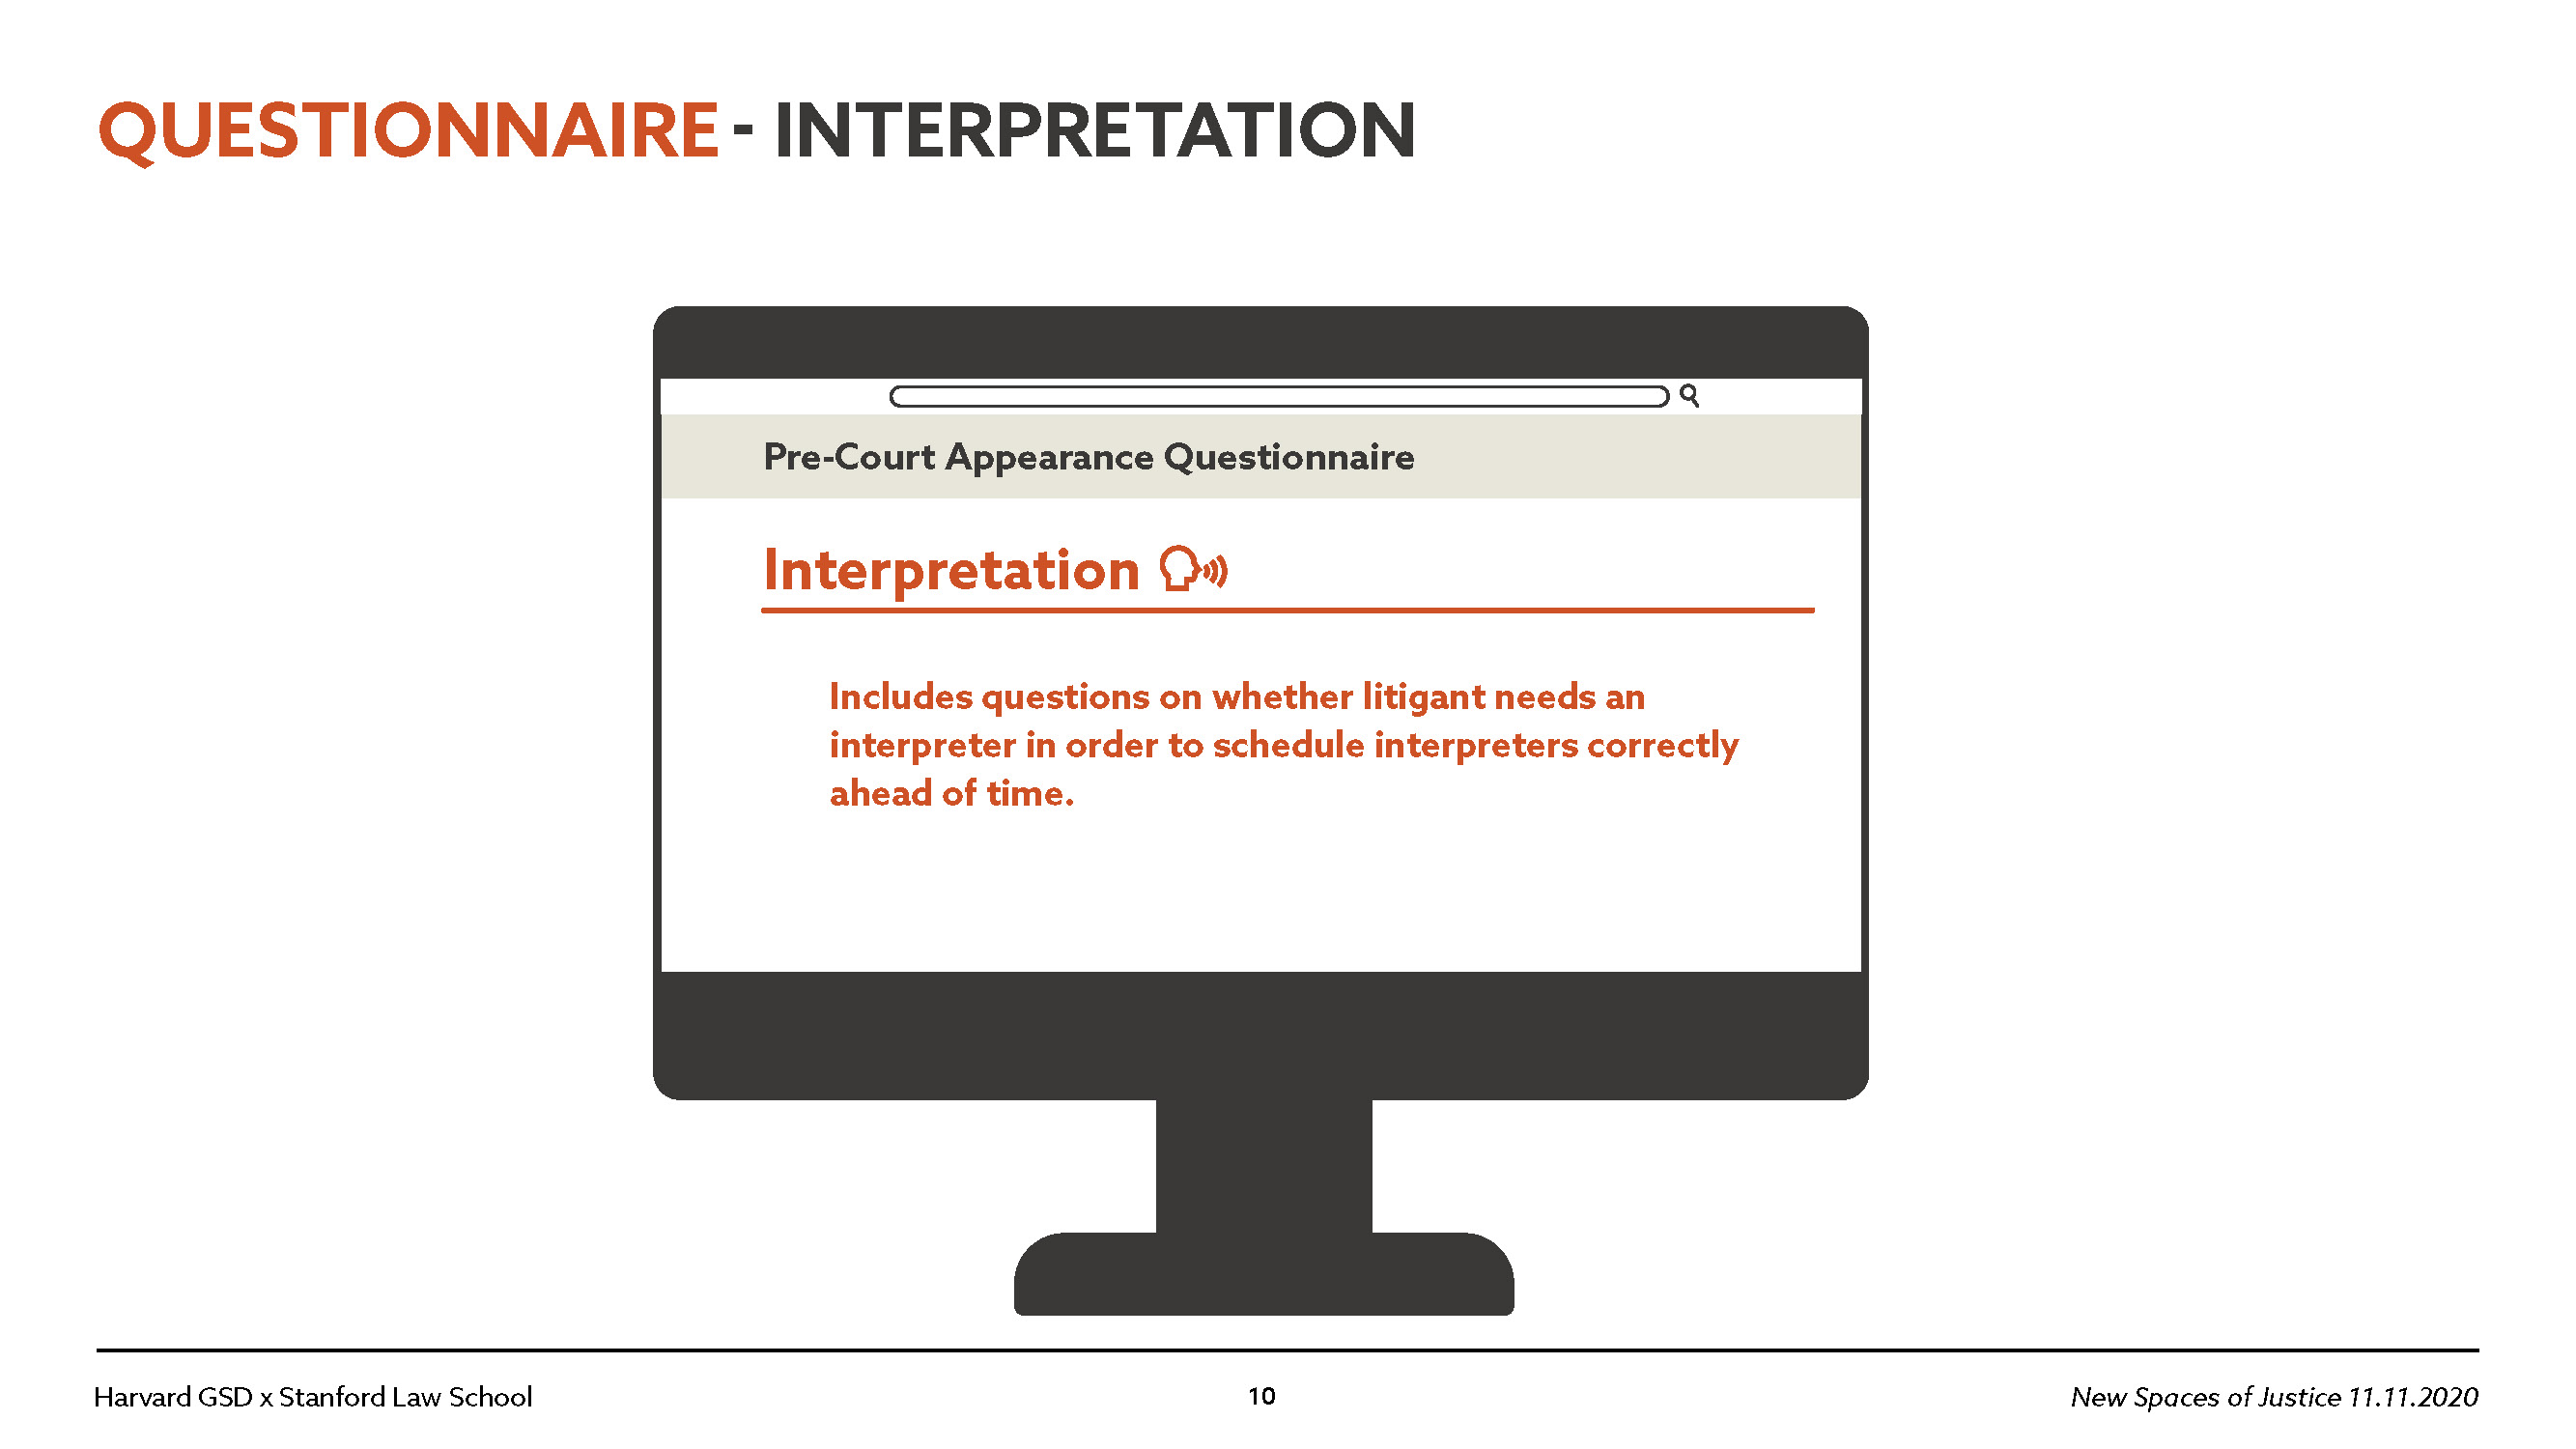 QUESTIONNAIRE - INTERPRETATION
Pre-Court Appearance Questionnaire
Interpretation
Includes questions on whether litigant needs an
interpreter in order to schedule interpreters correctly
ahead of time.
Harvard GSD x Stanford Law School
10
New Spaces of Justice 11.11.2020